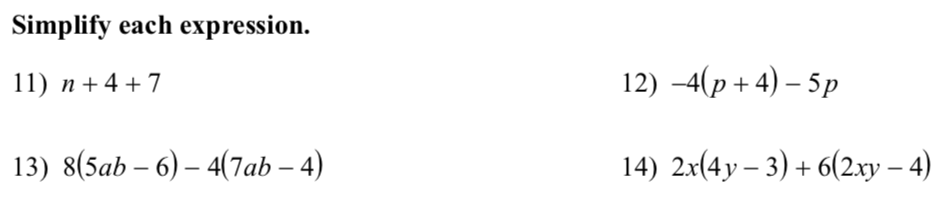 Simplify each expression.
11) n + 4 + 7
12) –4(p + 4) – 5p
13) 8(5ab – 6) – 4(7ab – 4)
14) 2x(4y – 3) + 6(2xy – 4)